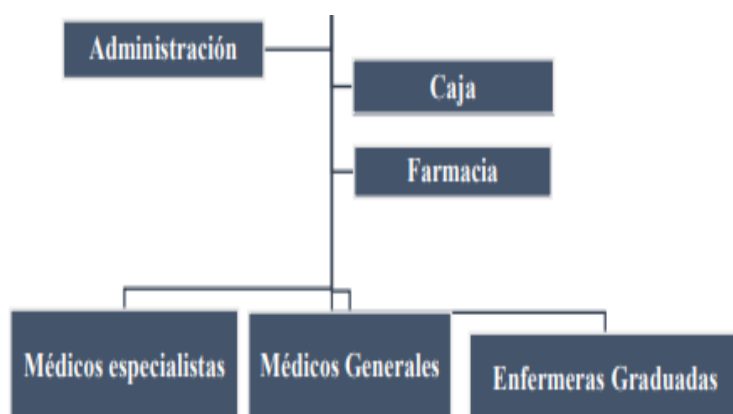 Administración
Caja
Farmacia
Médicos especialistas
Médicos Generales
Enfermeras Graduadas